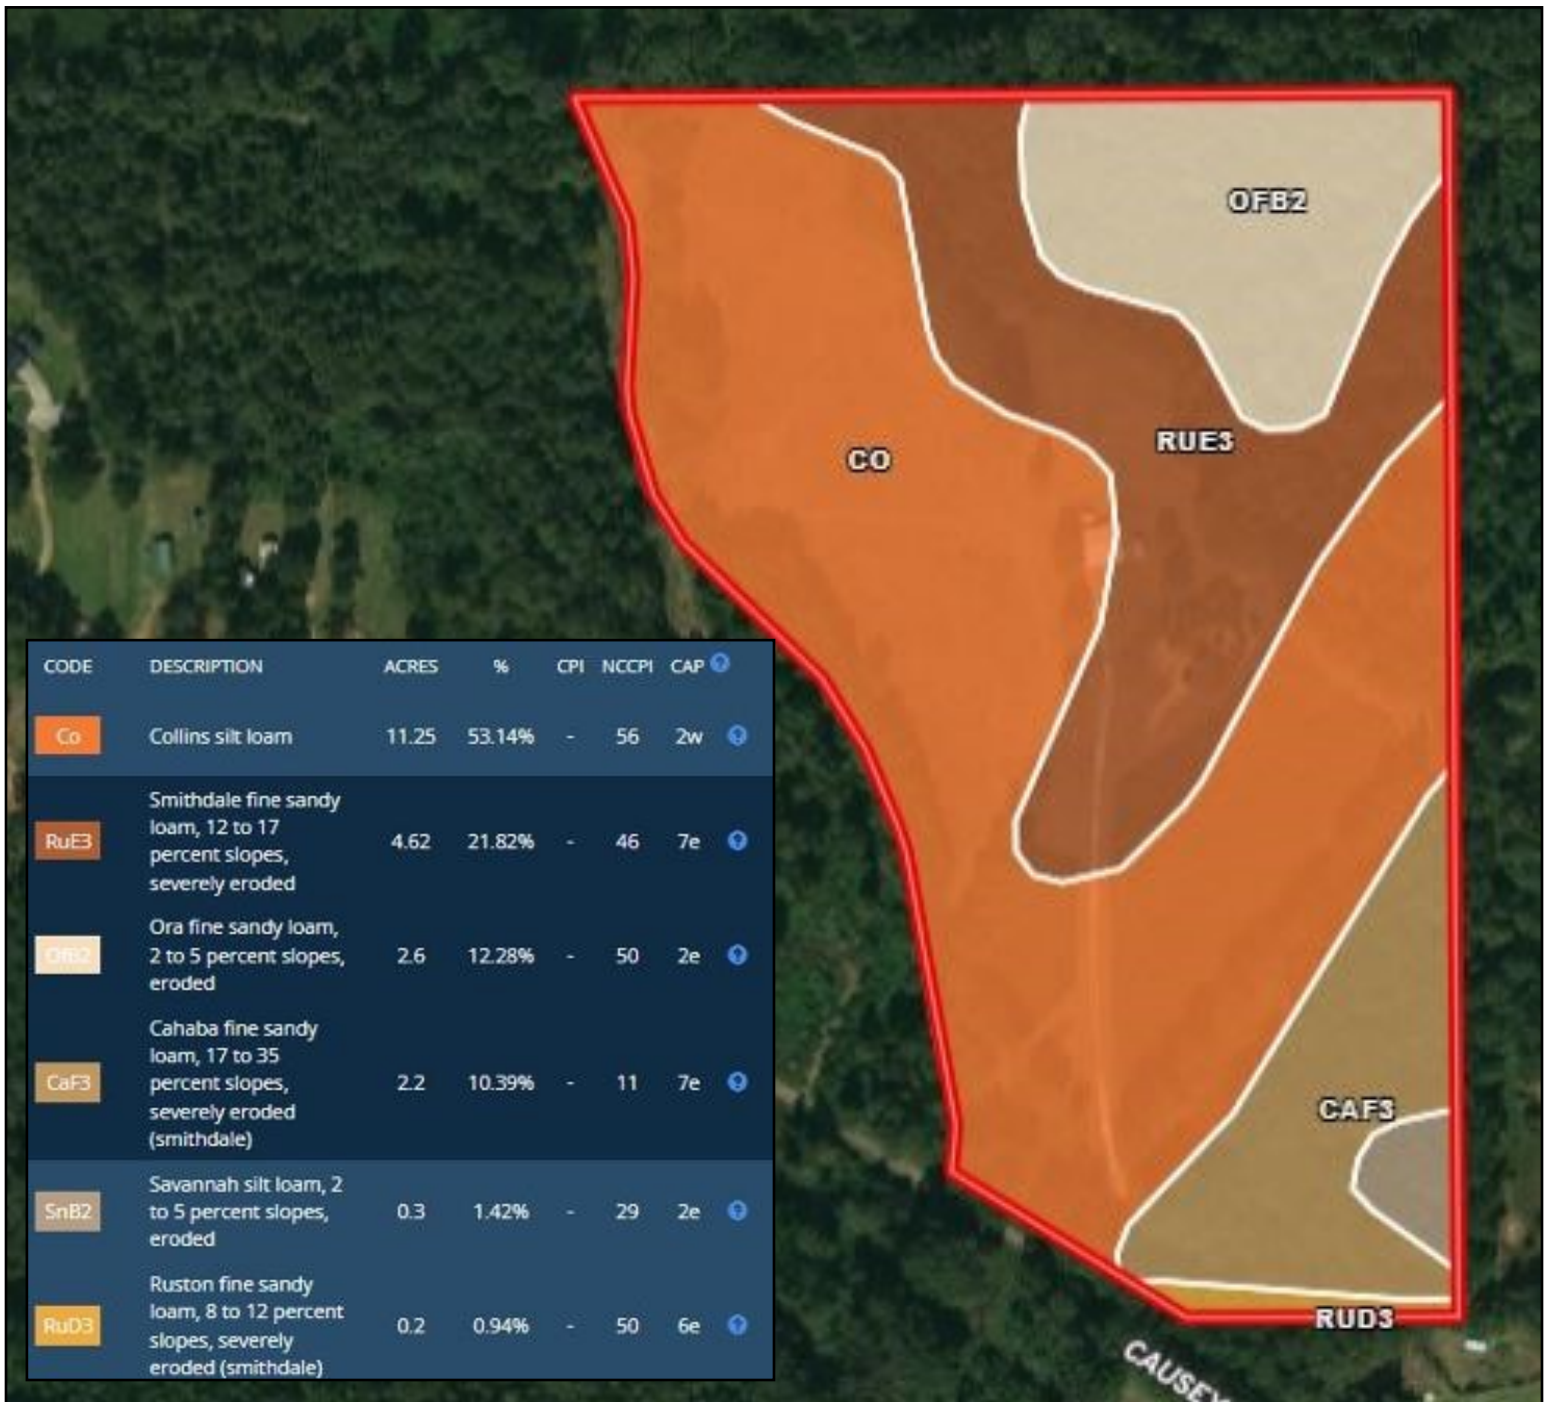 OFB2
RUE3
CO
CAF3
RUD3
CAUSEY
CODE DESCRIPTION ACRES % CPI NCCPI CAP
Co Collins silt loam 11.25 53.14% - 56 2w
Smithdale fine sandy
loam, 12 to 17
RuE3 percent slopes, 4.62 21.82% - 46 7e
severely eroded
Ora fine sandy loam,
OfB2 2 to 5 percent slopes, 2.6 12.28% - 50 2e
eroded
Cahaba fine sandy
loam, 17 to 35
CaF3 percent slopes, 2.2 10.39% - 11 7e
severely eroded
(smithdale)
Savannah silt loam, 2
SnB2 to 5 percent slopes, 0.3 1.42% - 29 2e
eroded
Ruston fine sandy
loam, 8 to 12 percent
RuD3 slopes, severely 0.2 0.94% - 50 6e
eroded (smithdale)